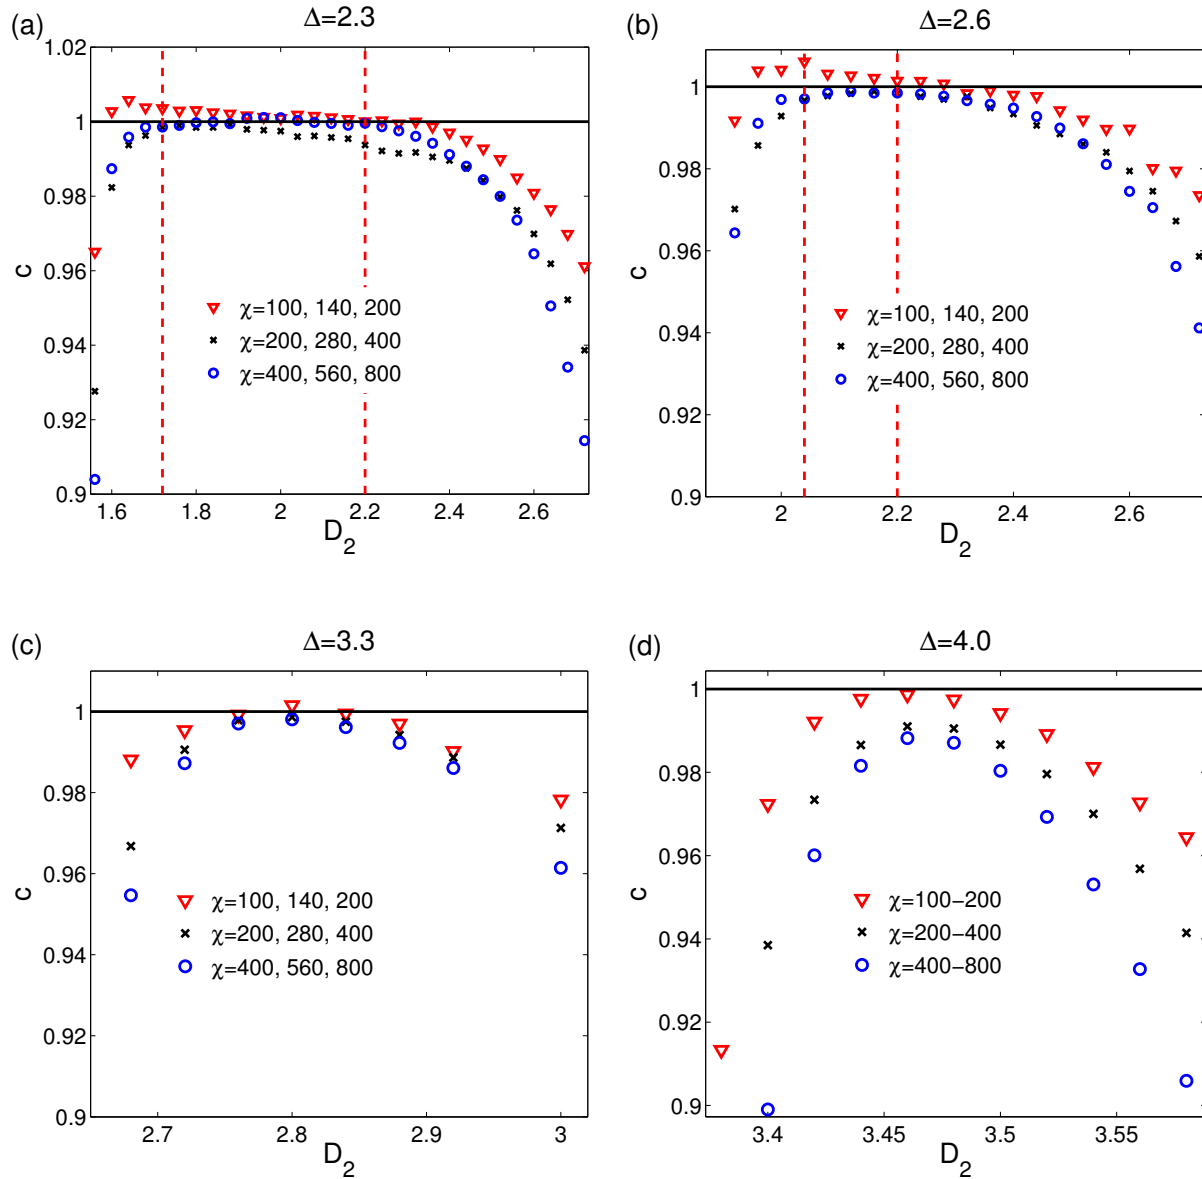 (a)
Δ=2.3
1.02
1
0.98
0.96
0.94
0.92
0.9
c
χ=100, 140, 200
χ=200, 280, 400
χ=400, 560, 800
1.6
1.8
2
2.2
2.4
2.6
D2
(b)
Δ=2.6
1
0.98
0.96
0.94
0.92
0.9
c
χ=100, 140, 200
χ=200, 280, 400
χ=400, 560, 800
2
2.2
2.4
2.6
D2
(c)
Δ=3.3
1
0.98
0.96
0.94
0.92
0.9
c
χ=100, 140, 200
χ=200, 280, 400
χ=400, 560, 800
2.7
2.8
2.9
3
D2
(d)
Δ=4.0
1
0.98
0.96
0.94
0.92
0.9
c
χ=100−200
χ=200−400
χ=400−800
3.4
3.45
3.5
3.55
D2